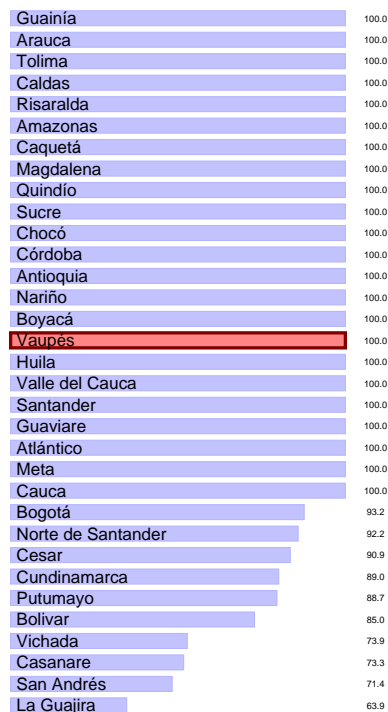 Guainía 100.0
Arauca 100.0
Tolima 100.0
Caldas 100.0
Risaralda 100.0
Amazonas 100.0
Caquetá 100.0
Magdalena 100.0
Quindío 100.0
Sucre 100.0
Chocó 100.0
Córdoba 100.0
Antioquia 100.0
Nariño 100.0
Boyacá 100.0
Vaupés 100.0
Huila 100.0
Valle del Cauca 100.0
Santander 100.0
Guaviare 100.0
Atlántico 100.0
Meta 100.0
Cauca 100.0
Bogotá 93.2
Norte de Santander 92.2
Cesar 90.9
Cundinamarca 89.0
Putumayo 88.7
Bolivar 85.0
Vichada 73.9
Casanare 73.3
San Andrés 71.4
La Guajira 63.9